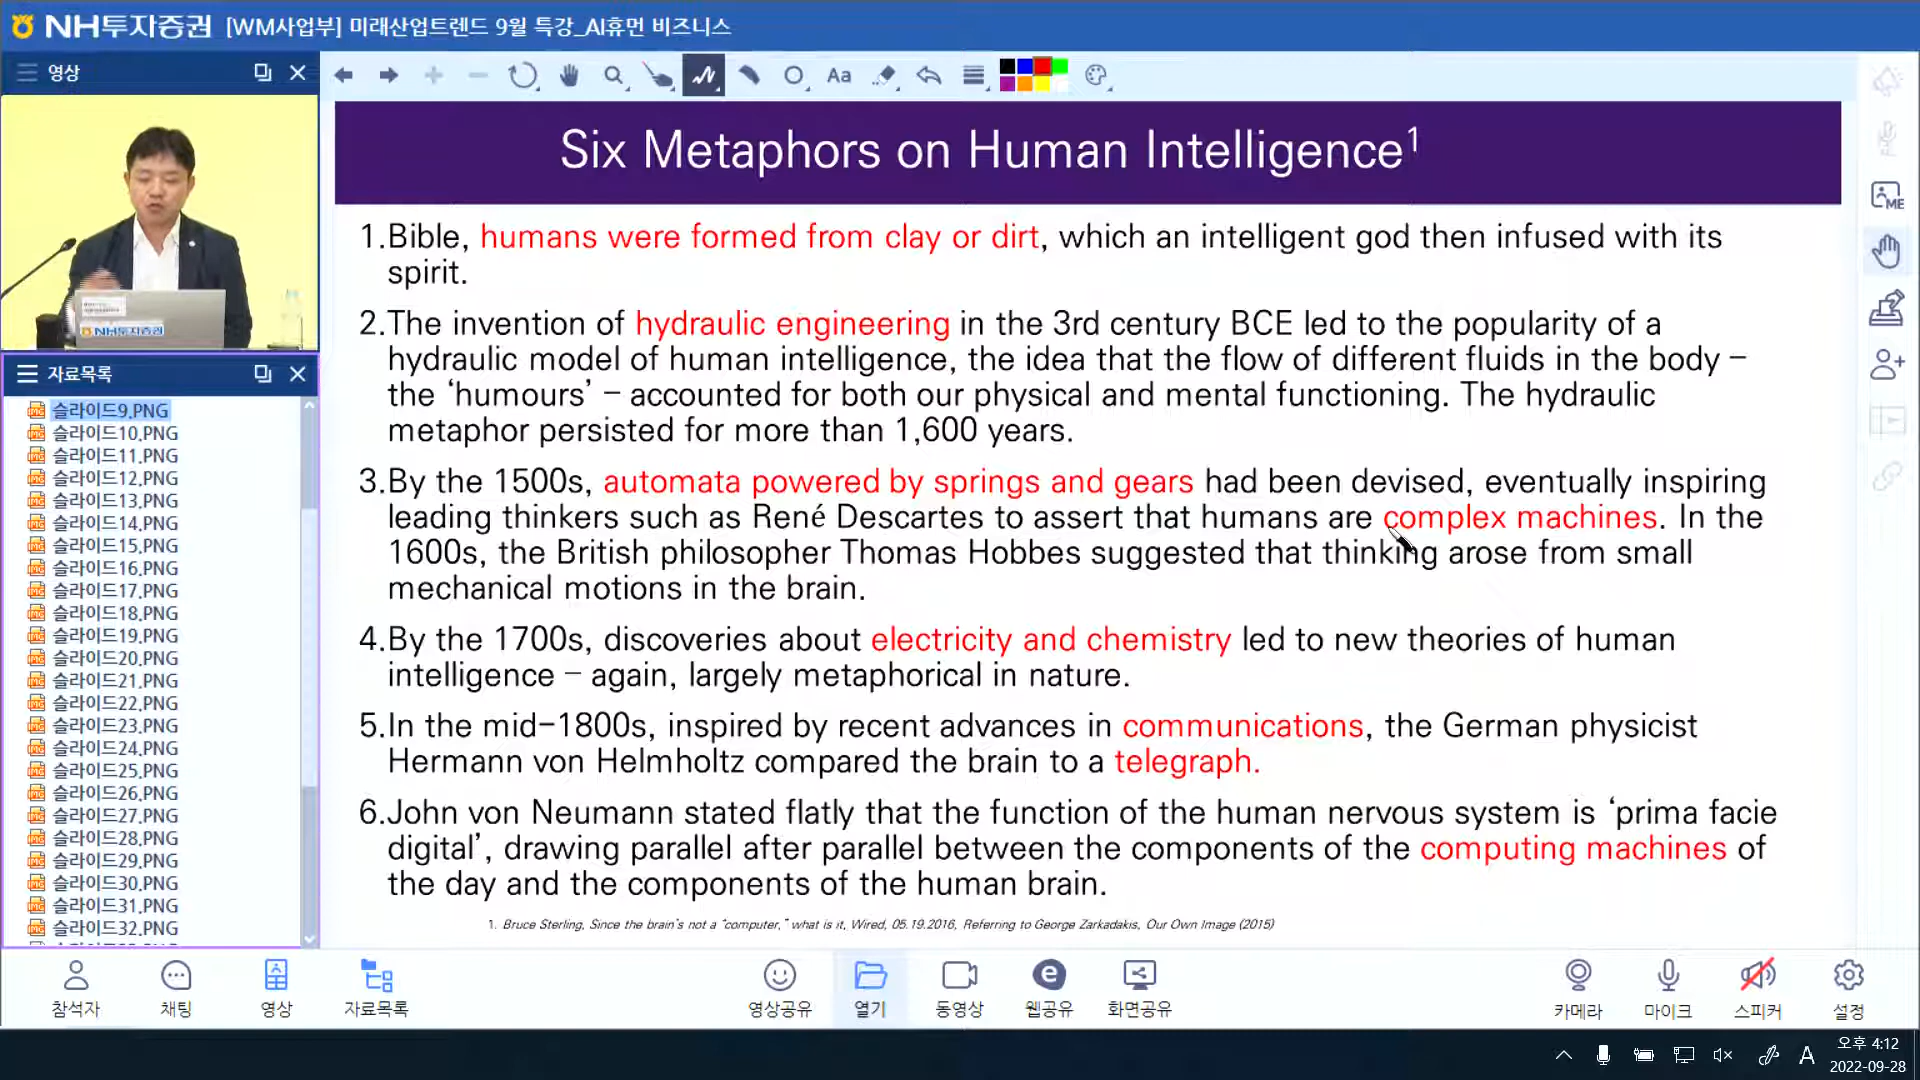 NH투자증권 [WM사업부] 미래산업트렌드 9월 특강_AI휴먼 비즈니스
영상
Aa
ME
NH투자증권
자료목록
슬라이드9.PNG
슬라이드10.PNG
슬라이드11.PNG
슬라이드12.PNG
슬라이드13.PNG
슬라이드14.PNG
슬라이드15.PNG
슬라이드16.PNG
슬라이드17.PNG
슬라이드18.PNG
슬라이드19.PNG
슬라이드20.PNG
슬라이드21.PNG
슬라이드22.PNG
슬라이드23.PNG
슬라이드24.PNG
슬라이드25.PNG
슬라이드26.PNG
슬라이드27.PNG
슬라이드28.PNG
슬라이드29.PNG
슬라이드30.PNG
슬라이드31.PNG
슬라이드32.PNG
Six Metaphors on Human Intelligence¹
1.Bible, humans were formed from clay or dirt, which an intelligent god then infused with its
spirit.
2.The invention of hydraulic engineering in the 3rd century BCE led to the popularity of a
hydraulic model of human intelligence, the idea that the flow of different fluids in the body –
the ‘humours’ – accounted for both our physical and mental functioning. The hydraulic
metaphor persisted for more than 1,600 years.
3.By the 1500s, automata powered by springs and gears had been devised, eventually inspiring
leading thinkers such as René Descartes to assert that humans are complex machines. In the
1600s, the British philosopher Thomas Hobbes suggested that thinking arose from small
mechanical motions in the brain.
4.By the 1700s, discoveries about electricity and chemistry led to new theories of human
intelligence – again, largely metaphorical in nature.
5.In the mid-1800s, inspired by recent advances in communications, the German physicist
Hermann von Helmholtz compared the brain to a telegraph.
6.John von Neumann stated flatly that the function of the human nervous system is ‘prima facie
digital’, drawing parallel after parallel between the components of the computing machines of
the day and the components of the human brain.
1. Bruce Sterling, Since the brain's not a "computer," what is it, Wired, 05.19.2016, Referring to George Zarkadakis, Our Own Image (2015)
참석자 채팅 영상 자료목록 영상공유 열기 동영상 웹공유 화면공유 카메라 마이크 스피커 설정
A 오후 4:12
2022-09-28